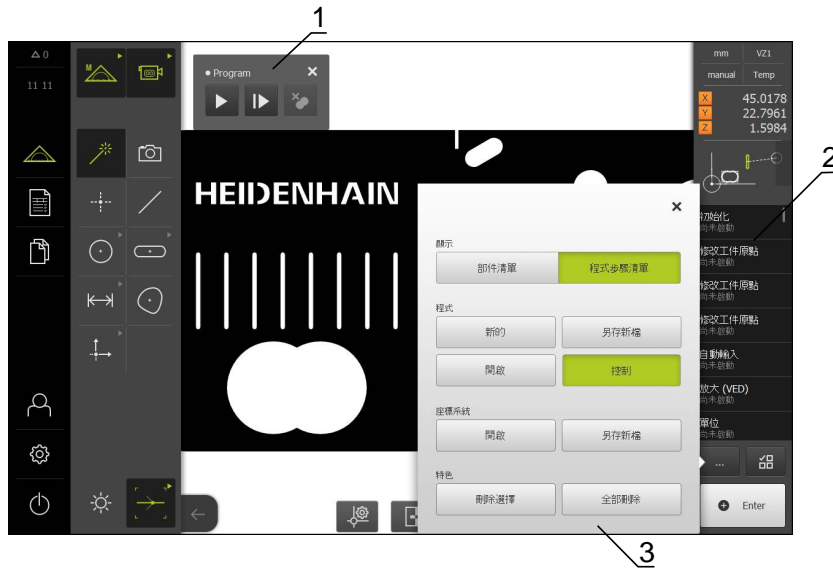 1
△ 0
11 11
M
● Program
HEIDENHAIN
mm VZ1
manual Temp
X 45.0178
Y 22.7961
Z 1.5984
2
初始化
尚未啟動
修改工件原點
尚未啟動
修改工件原點
尚未啟動
修改工件原點
尚未啟動
自動輸入
尚未啟動
放大 (VED)
尚未啟動
單位
尚未啟動
...
Enter
顯示
部件清單 程式步驟清單
程式
新的 另存新檔
開啟 控制
座標系統
開啟 另存新檔
特色
刪除選擇 全部刪除
3